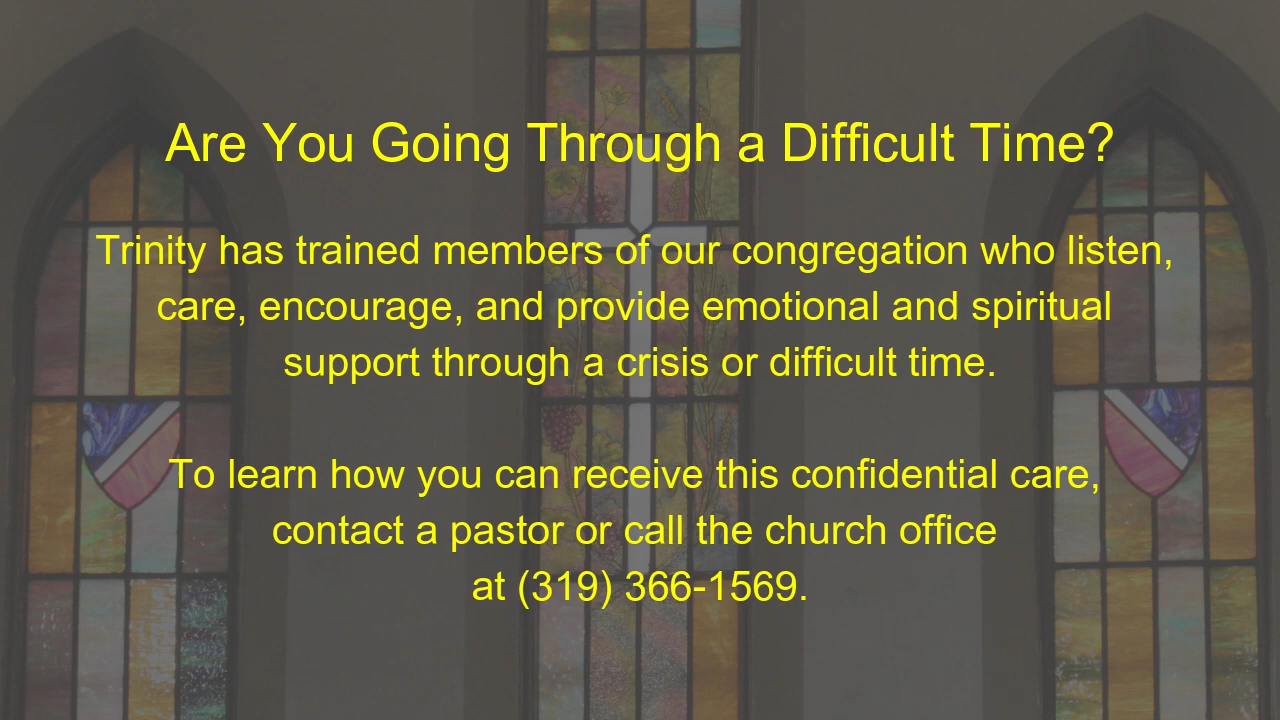 Are You Going Through a Difficult Time?
Trinity has trained members of our congregation who listen,
care, encourage, and provide emotional and spiritual
support through a crisis or difficult time.
To learn how you can receive this confidential care,
contact a pastor or call the church office
at (319) 366-1569.